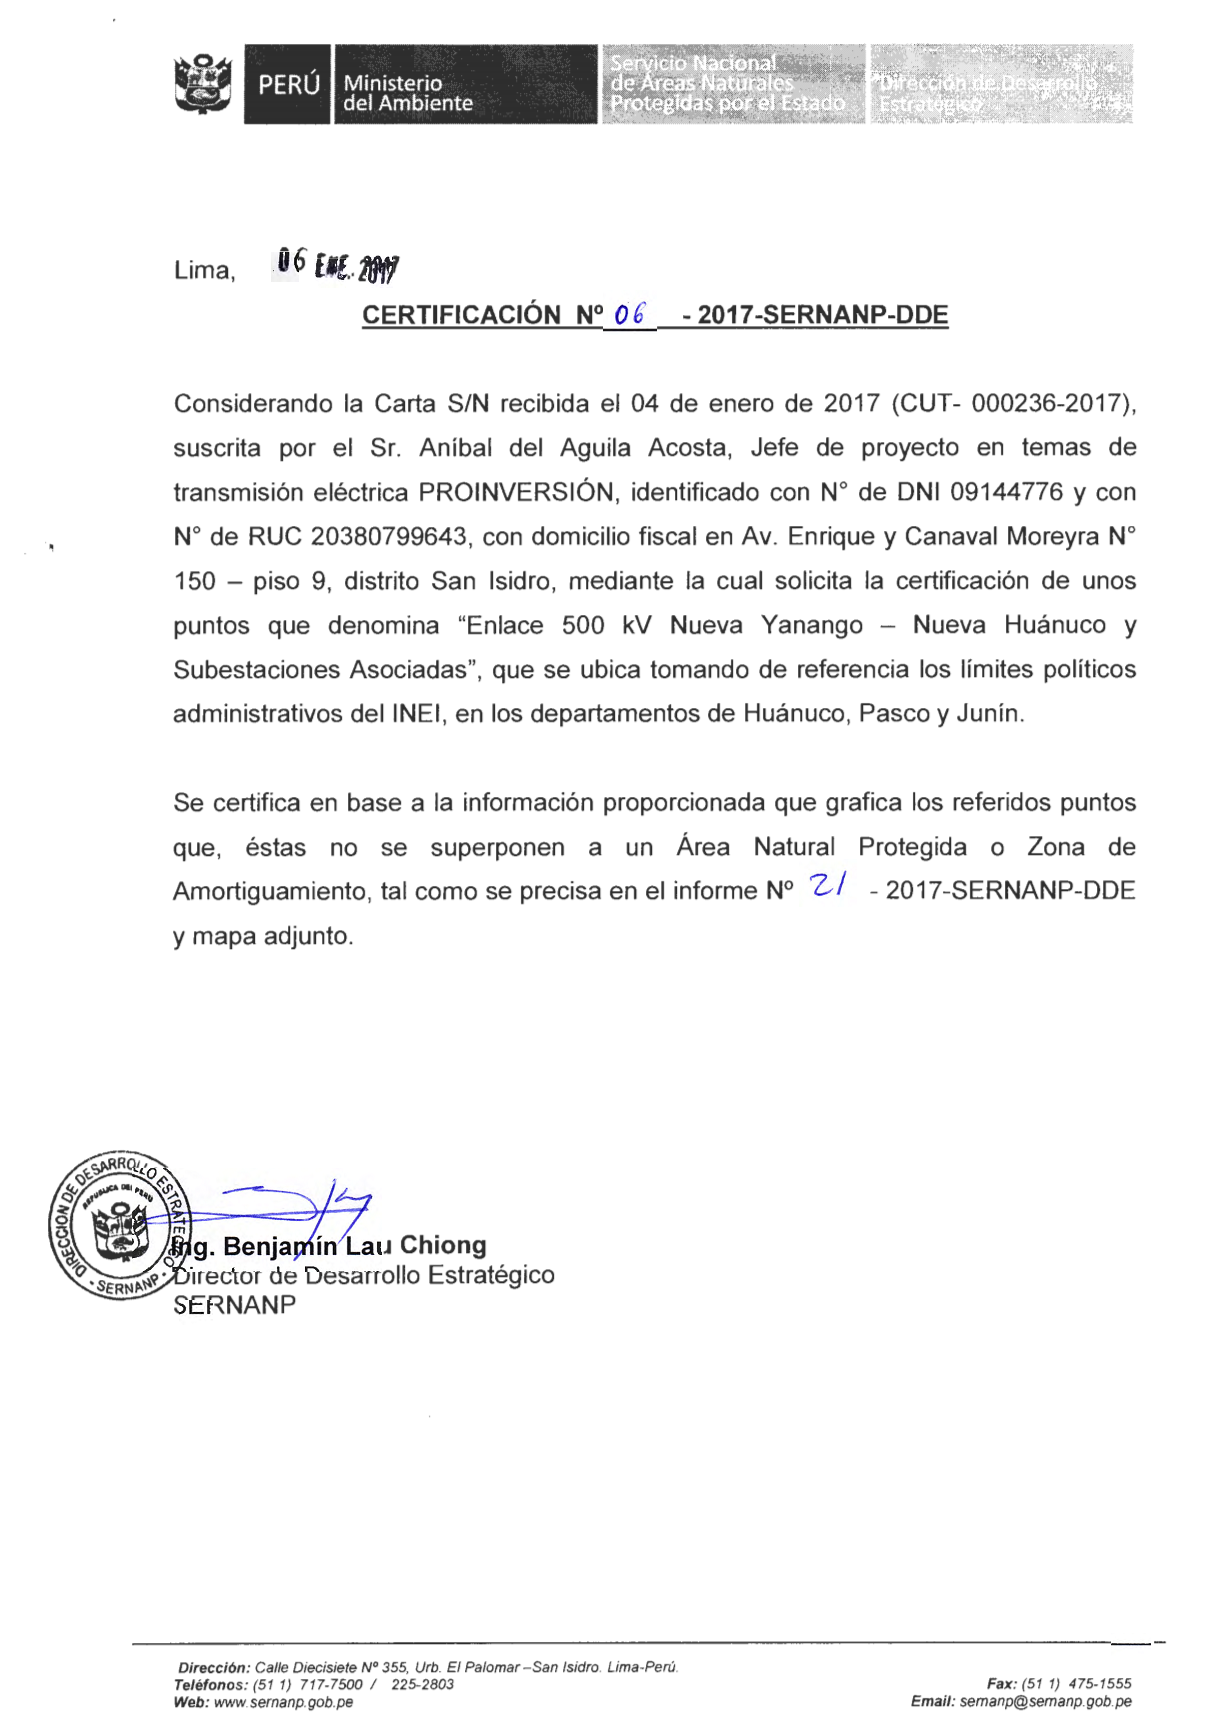 PERÚ
Ministerio
del Ambiente
Servicio Nacional
de Áreas Naturales
Protegidas por el Estado
Dirección de Desarrollo
Estratégico
Lima, 06 ENE. 2017
CERTIFICACIÓN Nº 06 - 2017-SERNANP-DDE
Considerando la Carta S/N recibida el 04 de enero de 2017 (CUT- 000236-2017),
suscrita por el Sr. Aníbal del Aguila Acosta, Jefe de proyecto en temas de
transmisión eléctrica PROINVERSIÓN, identificado con N° de DNI 09144776 y con
N° de RUC 20380799643, con domicilio fiscal en Av. Enrique y Canaval Moreyra N°
150 – piso 9, distrito San Isidro, mediante la cual solicita la certificación de unos
puntos que denomina “Enlace 500 kV Nueva Yanango – Nueva Huánuco y
Subestaciones Asociadas”, que se ubica tomando de referencia los límites políticos
administrativos del INEI, en los departamentos de Huánuco, Pasco y Junín.
Se certifica en base a la información proporcionada que grafica los referidos puntos
que, éstas no se superponen a un Área Natural Protegida o Zona de
Amortiguamiento, tal como se precisa en el informe Nº 21 - 2017-SERNANP-DDE
y mapa adjunto.
DIRECCIÓN DE DESARROLLO ESTRATEGICO
REPUBLICA DEL PERU
- SERNANP -
Ing. Benjamín Lau Chiong
Director de Desarrollo Estratégico
SERNANP
Dirección: Calle Diecisiete Nº 355, Urb. El Palomar –San Isidro. Lima-Perú.
Teléfonos: (51 1) 717-7500 / 225-2803
Fax: (51 1) 475-1555
Web: www.sernanp.gob.pe
Email: sernanp@sernanp.gob.pe